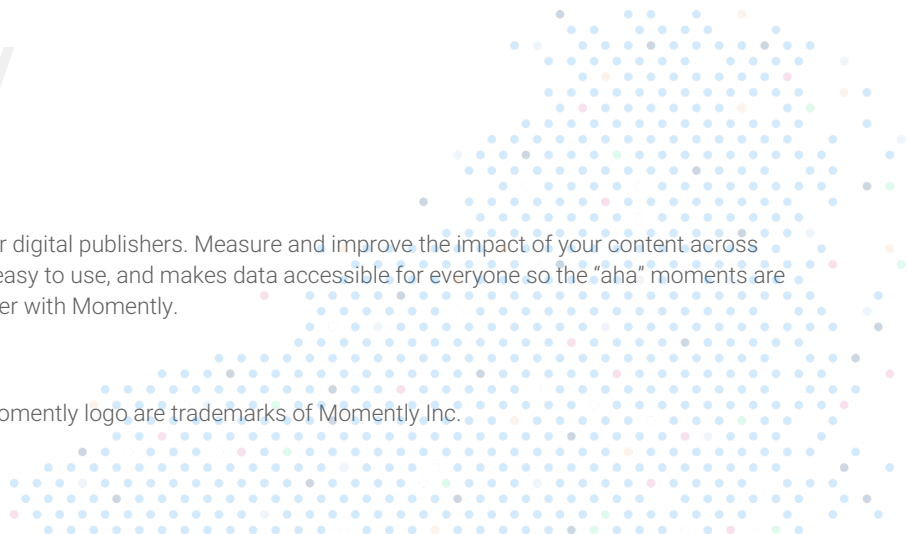 r digital publishers. Measure and improve the impact of your content across
easy to use, and makes data accessible for everyone so the “aha” moments are
er with Momently.
omently logo are trademarks of Momently Inc.